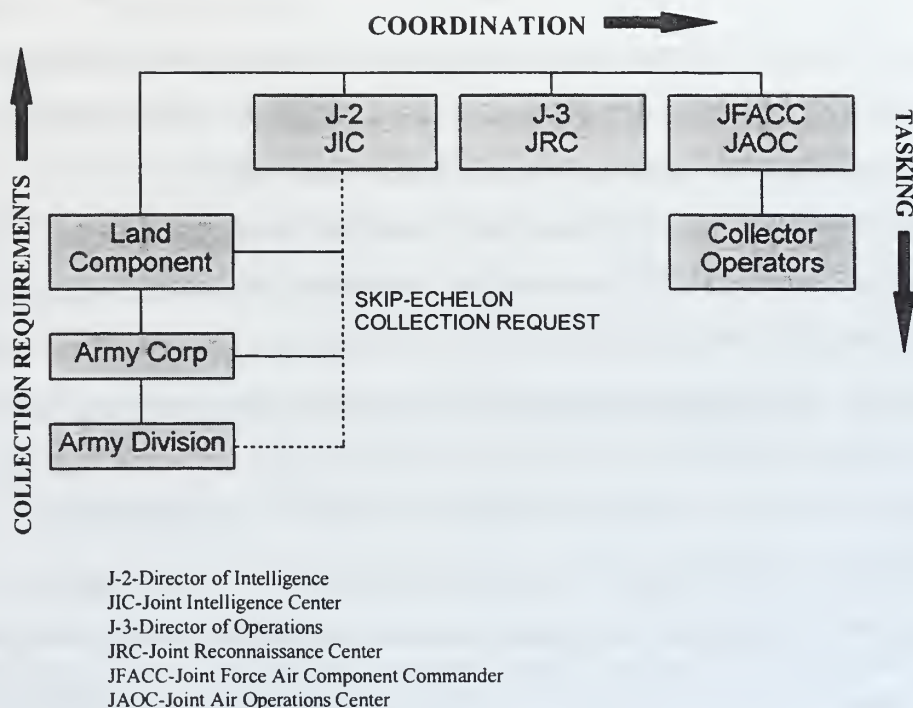 COORDINATION
J-2
JIC
J-3
JRC
JFACC
JAOC
TASKING
COLLECTION REQUIREMENTS
Land
Component
Collector
Operators
SKIP-ECHELON
COLLECTION REQUEST
Army Corp
Army Division
J-2-Director of Intelligence
JIC-Joint Intelligence Center
J-3-Director of Operations
JRC-Joint Reconnaissance Center
JFACC-Joint Force Air Component Commander
JAOC-Joint Air Operations Center